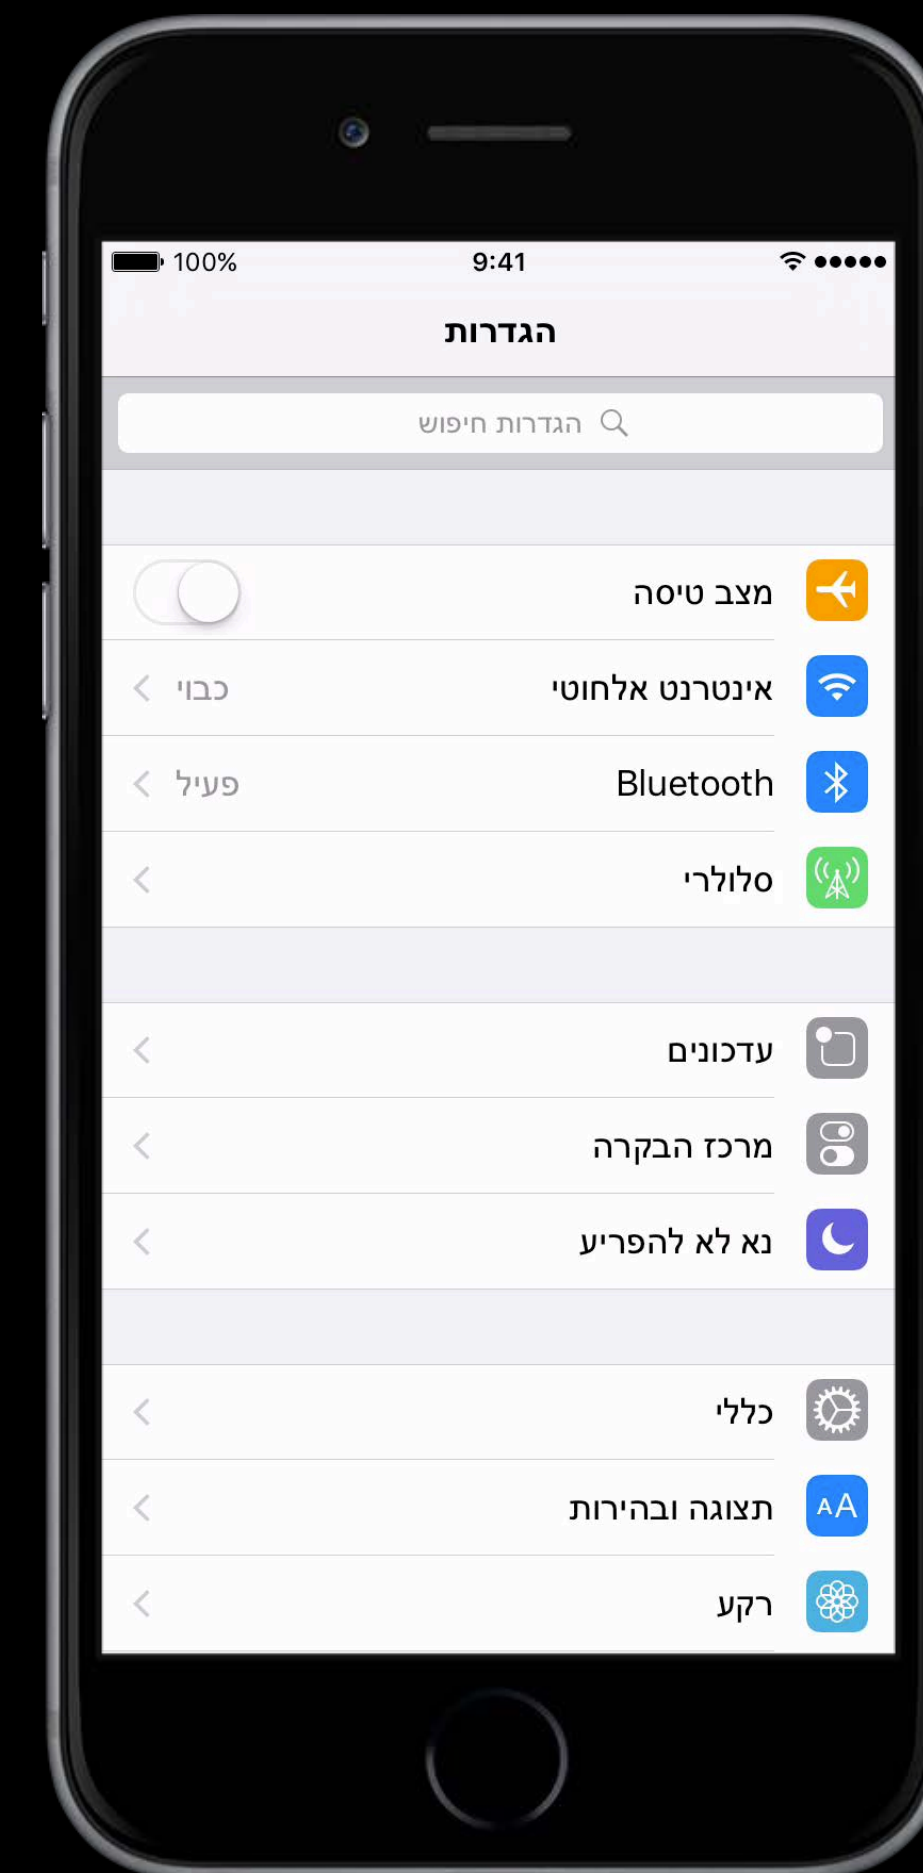 100% 9:41
הגדרות
הגדרות חיפוש
מצב טיסה
אינטרנט אלחוטי כבוי
Bluetooth פעיל
סלולרי
עדכונים
מרכז הבקרה
נא לא להפריע
כללי
AA תצוגה ובהירות
רקע